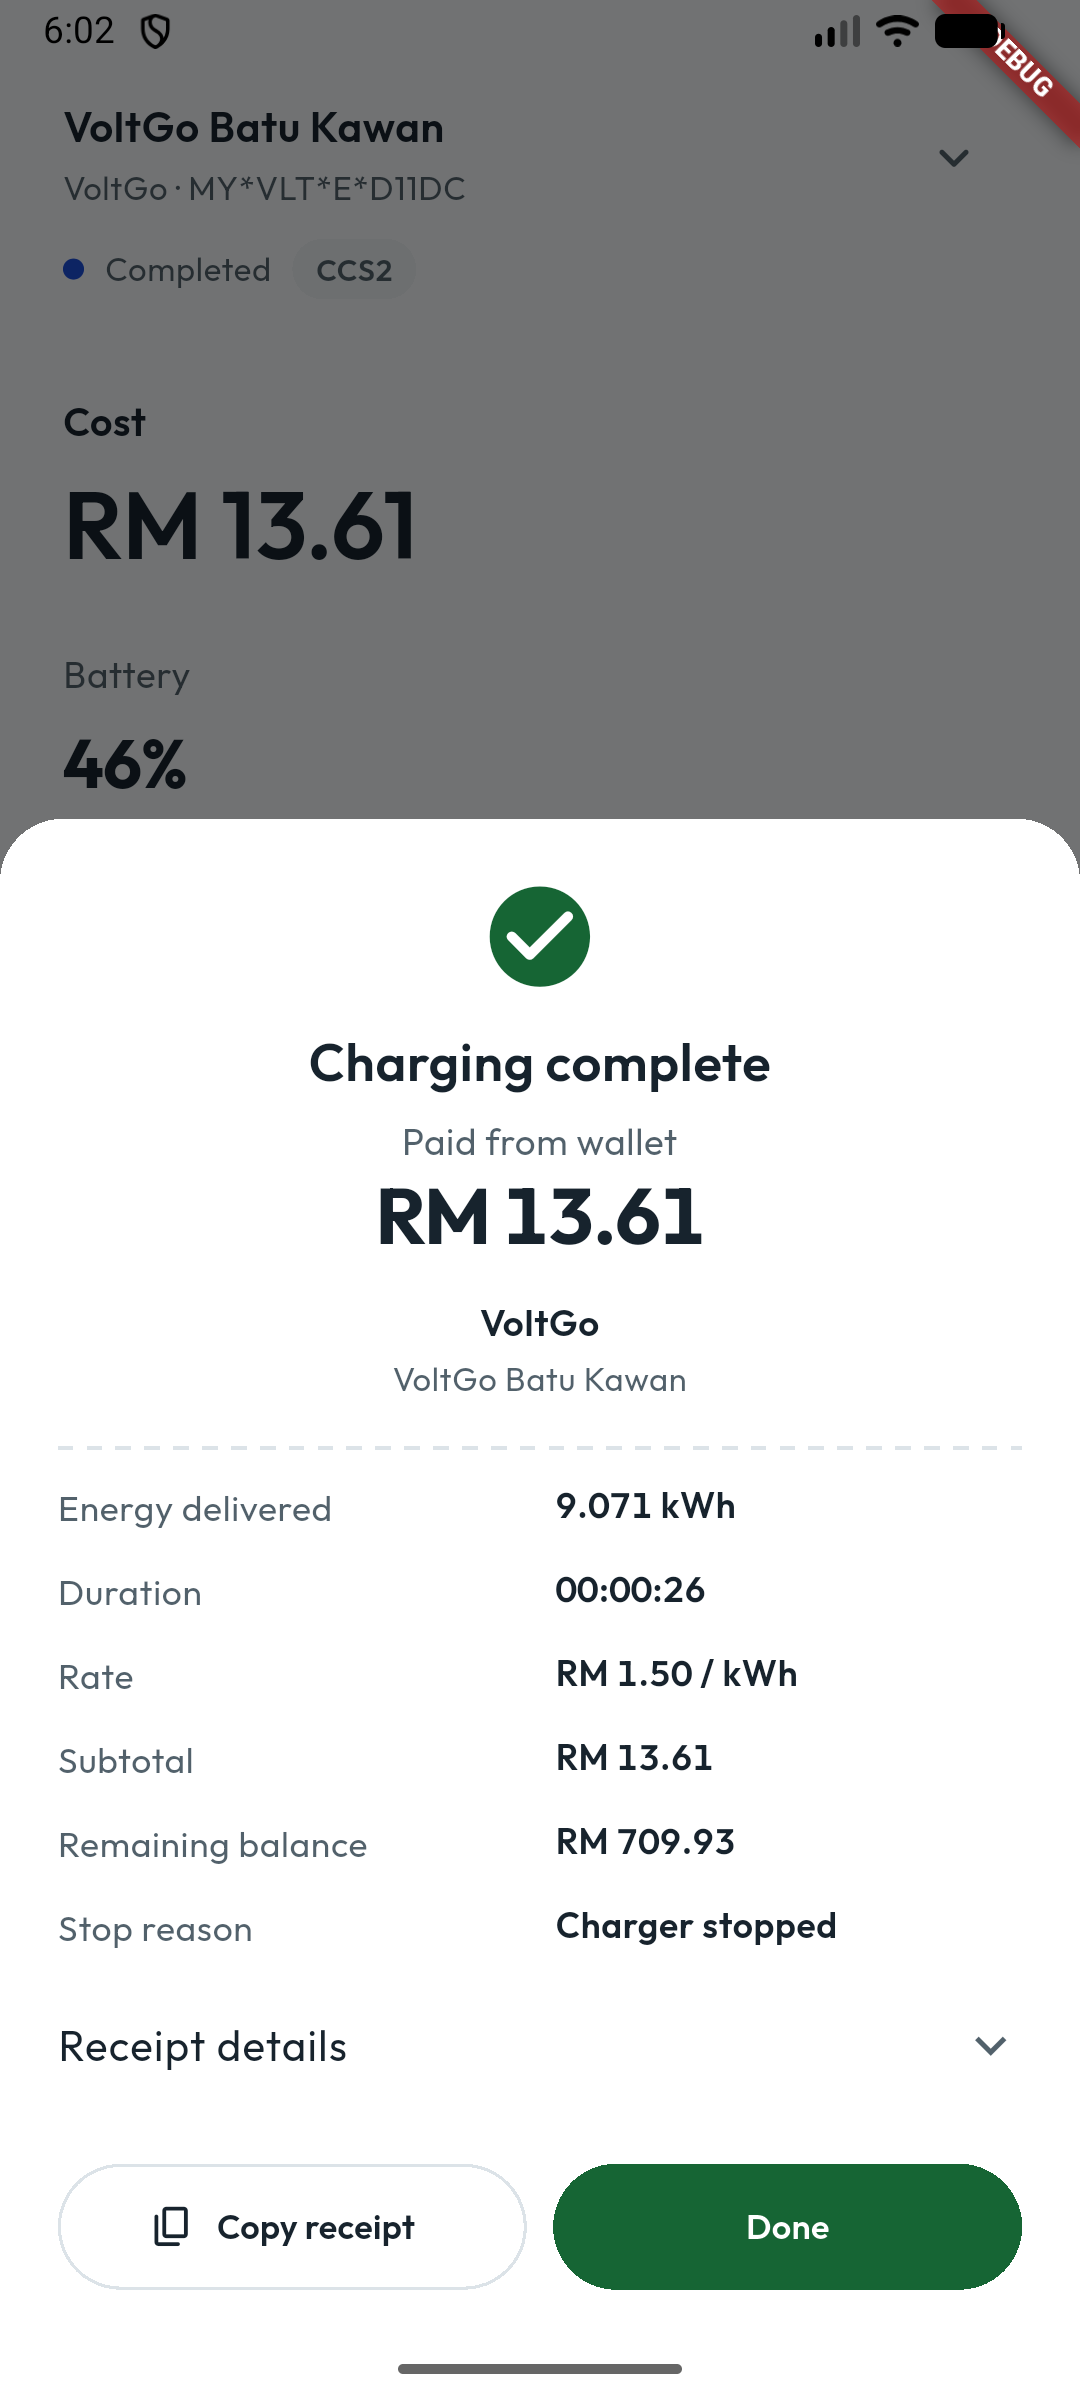 6:02
EBUG
VoltGo Batu Kawan
VoltGo · MY*VLT*E*D11DC
Completed CCS2
Cost
RM 13.61
Battery
46%
Charging complete
Paid from wallet
RM 13.61
VoltGo
VoltGo Batu Kawan
Energy delivered 9.071 kWh
Duration 00:00:26
Rate RM 1.50 / kWh
Subtotal RM 13.61
Remaining balance RM 709.93
Stop reason Charger stopped
Receipt details
Copy receipt Done